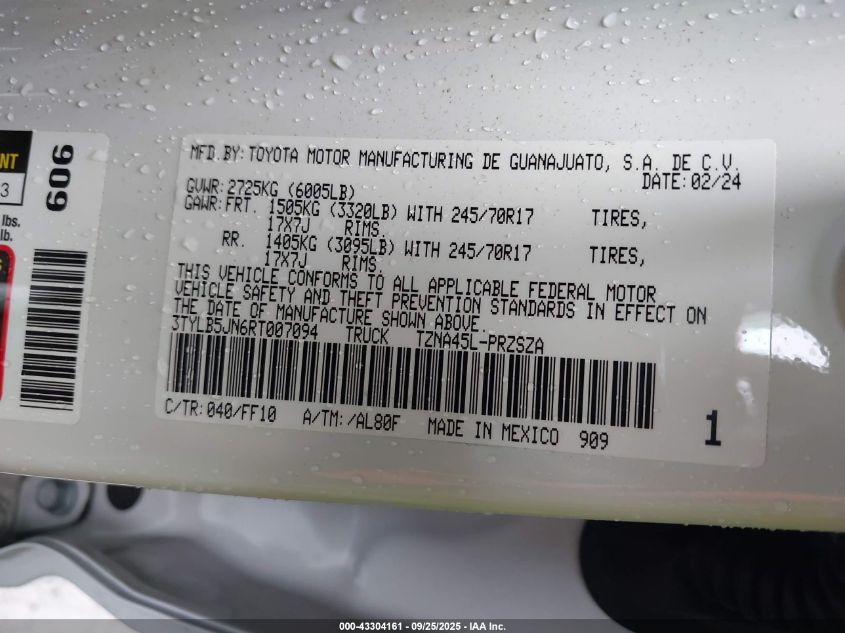 NT
3
lbs.
lb.
606
MFD.BY:TOYOTA MOTOR MANUFACTURING DE GUANAJUATO, S.A. DE C.V.
DATE:02/24
GVWR:2725KG (6005LB)
GAWR:FRT. 1505KG (3320LB) WITH 245/70R17 TIRES,
17X7J RIMS.
RR. 1405KG (3095LB) WITH 245/70R17 TIRES,
17X7J RIMS.
THIS VEHICLE CONFORMS TO ALL APPLICABLE FEDERAL MOTOR
VEHICLE SAFETY AND THEFT PREVENTION STANDARDS IN EFFECT ON
THE DATE OF MANUFACTURE SHOWN ABOVE.
3TYLB5JN6RT007094 TRUCK TZNA45L-PRZSZA
C/TR:040/FF10 A/TM:/AL80F MADE IN MEXICO 909
1
000-43304161 - 09/25/2025 - IAA Inc.